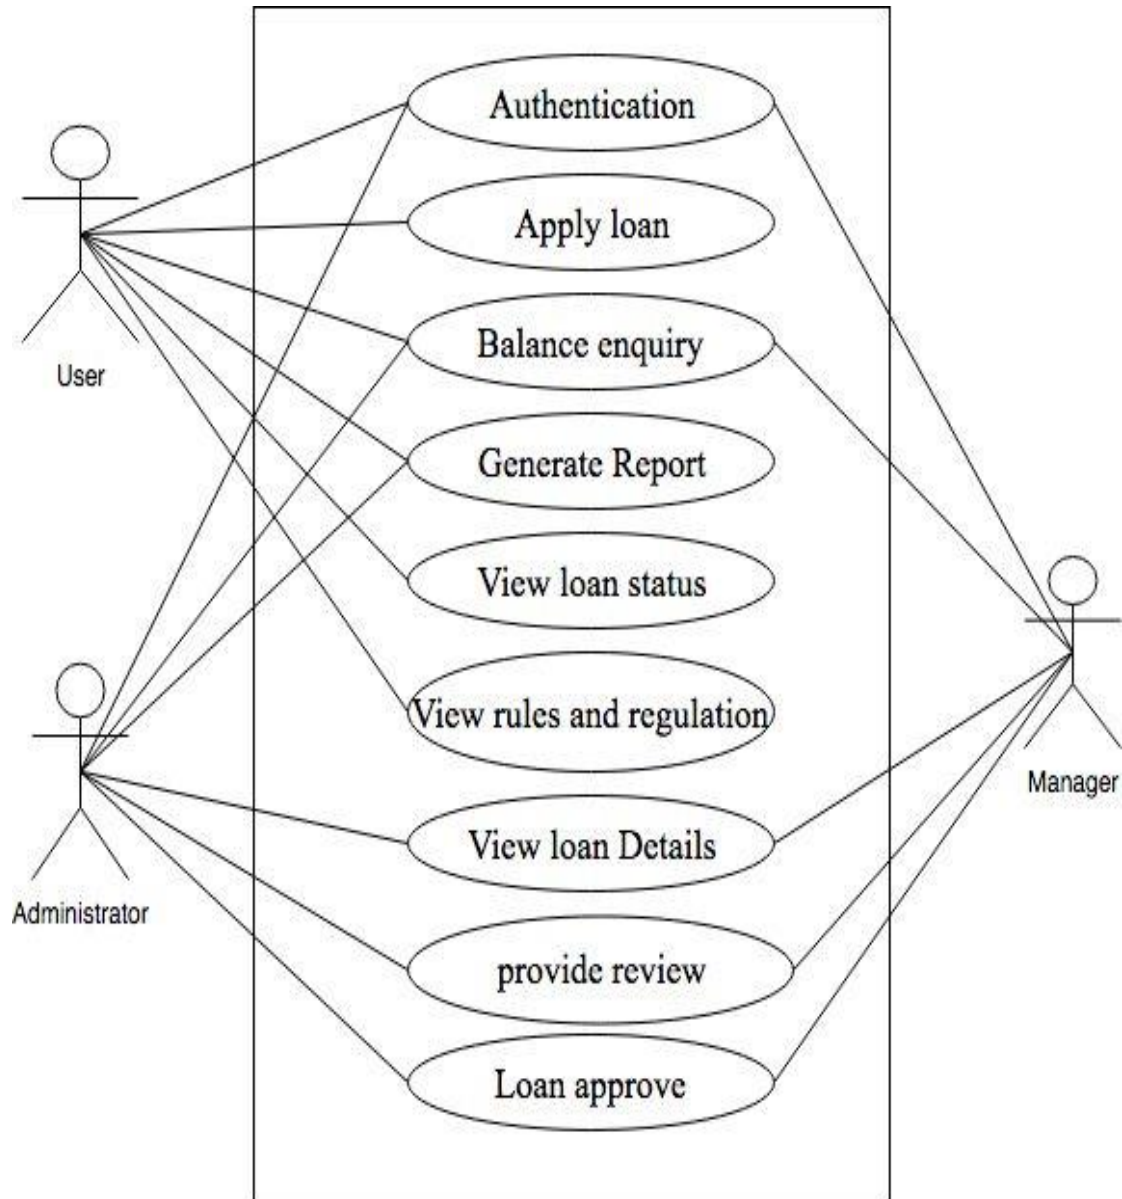 Authentication
Apply loan
Balance enquiry
User
Generate Report
View loan status
View rules and regulation
Manager
View loan Details
Administrator
provide review
Loan approve